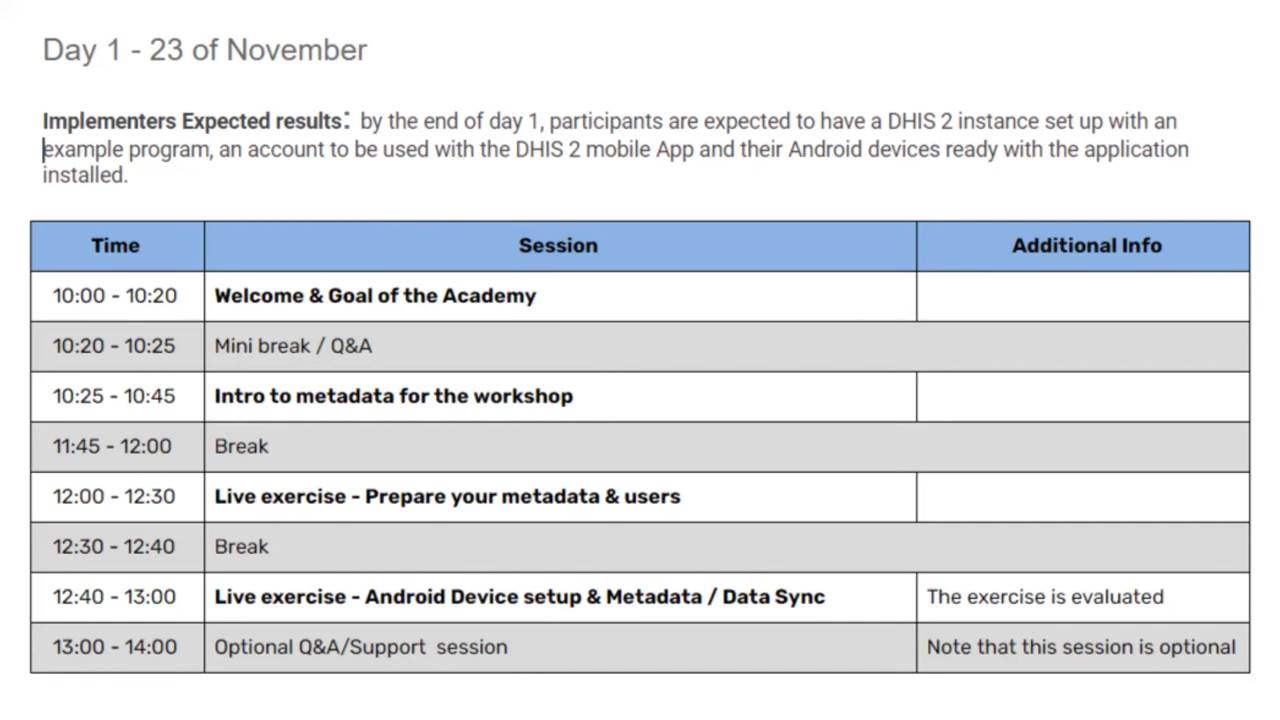 Day 1 - 23 of November
Implementers Expected results: by the end of day 1, participants are expected to have a DHIS 2 instance set up with an
example program, an account to be used with the DHIS 2 mobile App and their Android devices ready with the application
installed.
Time Session Additional Info
10:00 - 10:20 Welcome & Goal of the Academy
10:20 - 10:25 Mini break / Q&A
10:25 - 10:45 Intro to metadata for the workshop
11:45 - 12:00 Break
12:00 - 12:30 Live exercise - Prepare your metadata & users
12:30 - 12:40 Break
12:40 - 13:00 Live exercise - Android Device setup & Metadata / Data Sync The exercise is evaluated
13:00 - 14:00 Optional Q&A/Support session Note that this session is optional